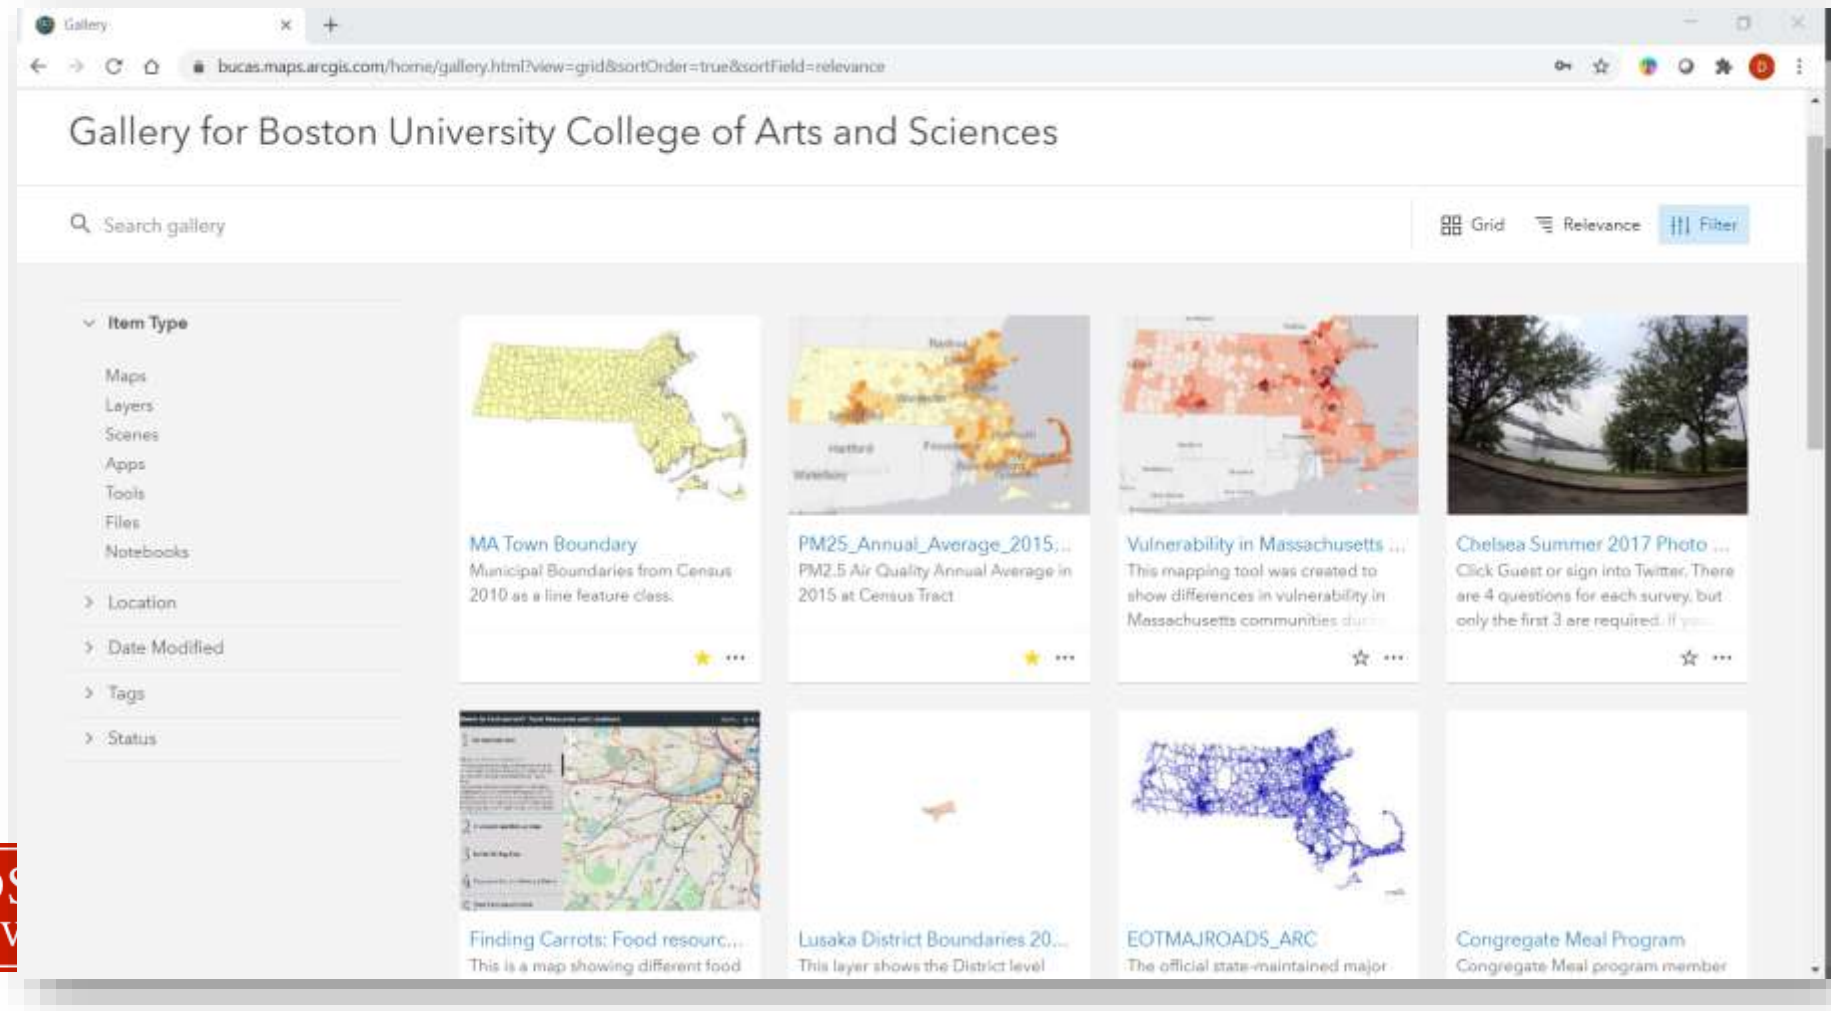 Gallery
bucas.maps.arcgis.com/home/gallery.html?view=grid&sortOrder=true&sortField=relevance
D
Gallery for Boston University College of Arts and Sciences
Search gallery
Grid
Relevance
Filter
Item Type
Maps
Layers
Scenes
Apps
Tools
Files
Notebooks
Location
Date Modified
Tags
Status
MA Town Boundary
Municipal Boundaries from Census
2010 as a line feature class.
Hartford
Waterbury
PM25_Annual_Average_2015...
PM2.5 Air Quality Annual Average in
2015 at Census Tract
Vulnerability in Massachusetts ...
This mapping tool was created to
show differences in vulnerability in
Massachusetts communities
Chelsea Summer 2017 Photo ...
Click Guest or sign into Twitter. There
are 4 questions for each survey, but
only the first 3 are required. If
Finding Carrots: Food resourc...
This is a map showing different food
Lusaka District Boundaries 20...
This layer shows the District level
EOTMAJROADS_ARC
The official state-maintained major
Congregate Meal Program
Congregate Meal program member